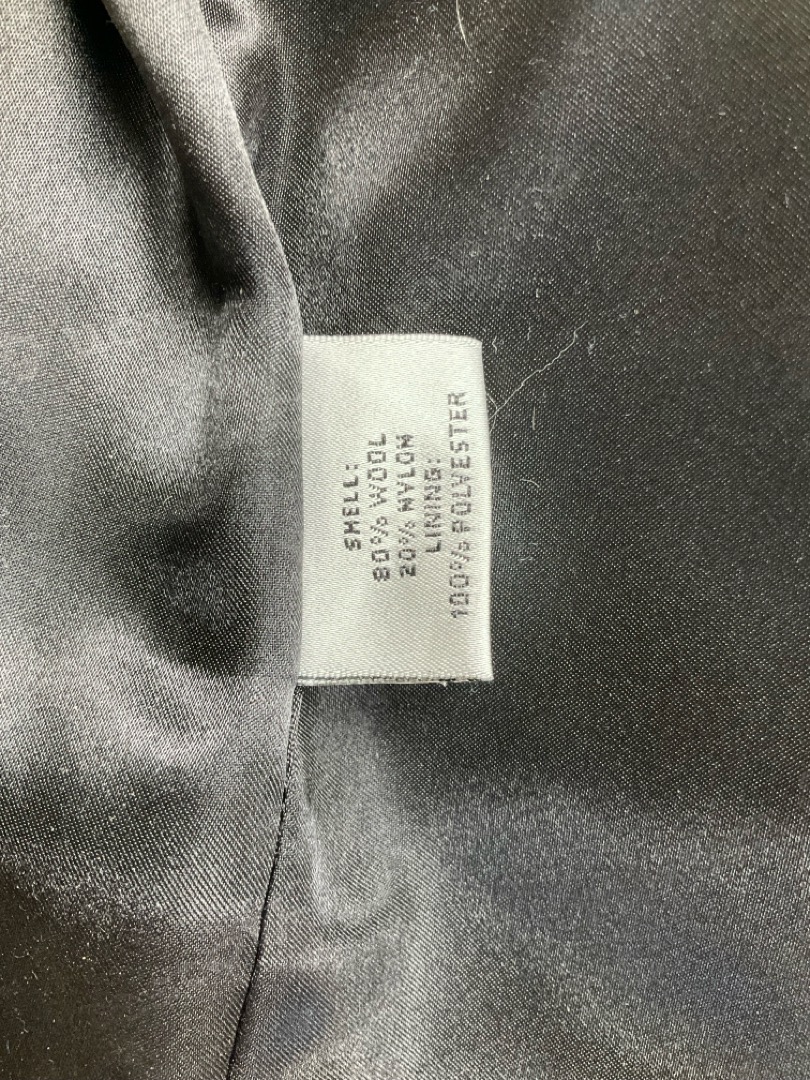 SHELL:
80% WOOL
20% NYLON
LINING:
100% POLYESTER